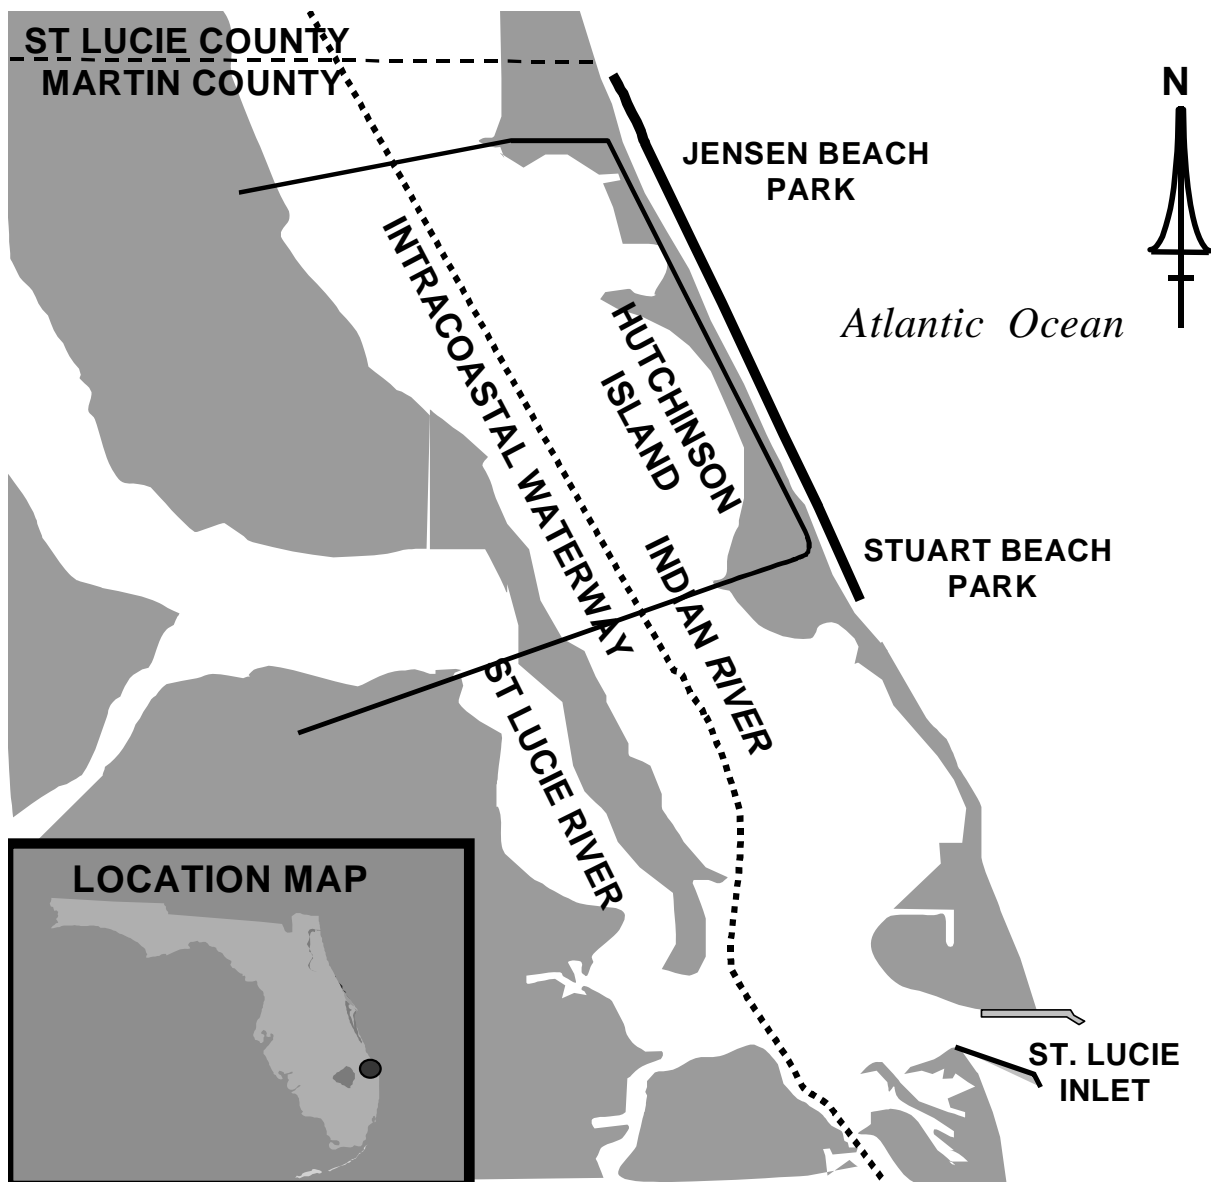 ST LUCIE COUNTY
MARTIN COUNTY
N
JENSEN BEACH
PARK
INTRACOASTAL WATERWAY
HUTCHINSON
ISLAND
Atlantic Ocean
INDIAN RIVER
STUART BEACH
PARK
ST LUCIE RIVER
LOCATION MAP
ST. LUCIE
INLET